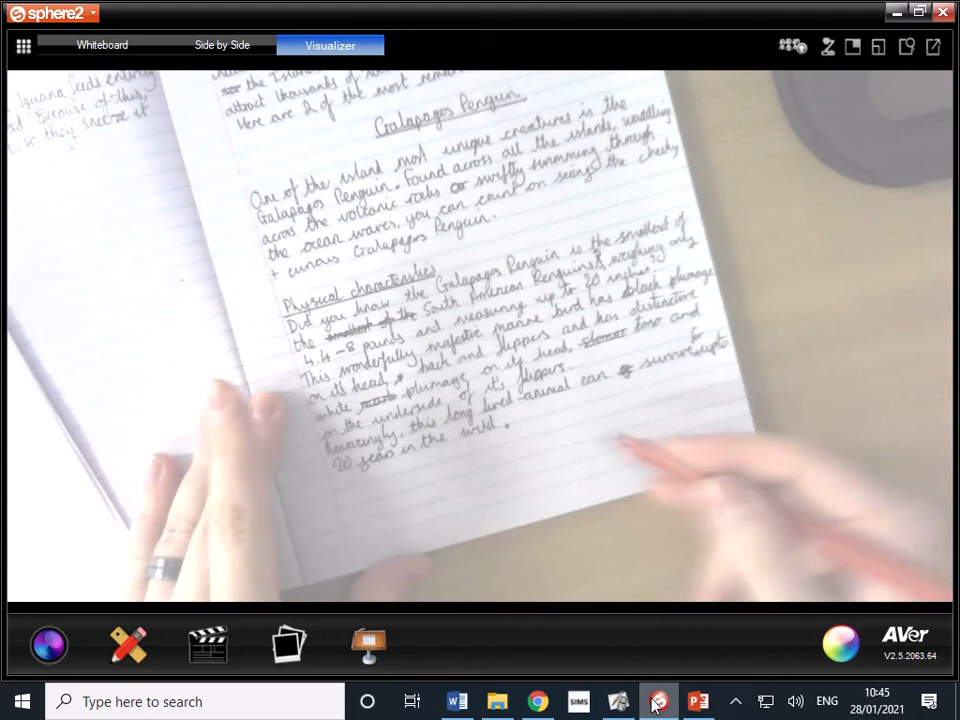 sphere2
Whiteboard
Side by Side
Visualizer
Iguana feeds entirely
Because of this,
so they sneeze it
the Islan
attract thousands of
Here are 2 of the most remar
Galapagos Penguin
One of the island most unique creatures is the
Galapagos Penguin. Found across all the islands, waddling
across the volcanic rocks or swiftly swimming through
the ocean waves, you can count on seeing the cheeky
+ curious Galapagos Penguin.
Physical characteristics
Did you know the Galapagos Penguin is the smallest of
the smallest of the South American Penguins? weighing only
4.4-8 pounds and measuring up to 20 inches,
This wonderfully majestic marine bird has black plumage
on it's head, back and flippers and has distinctive
white plumage on its head, torso and
on the underside of it's flippers.
Amazingly, this long lived animal can survive for upto
20 years in the wild.
AVer
V2.5.2063.64
Type here to search
SIMS
ENG
10:45
28/01/2021